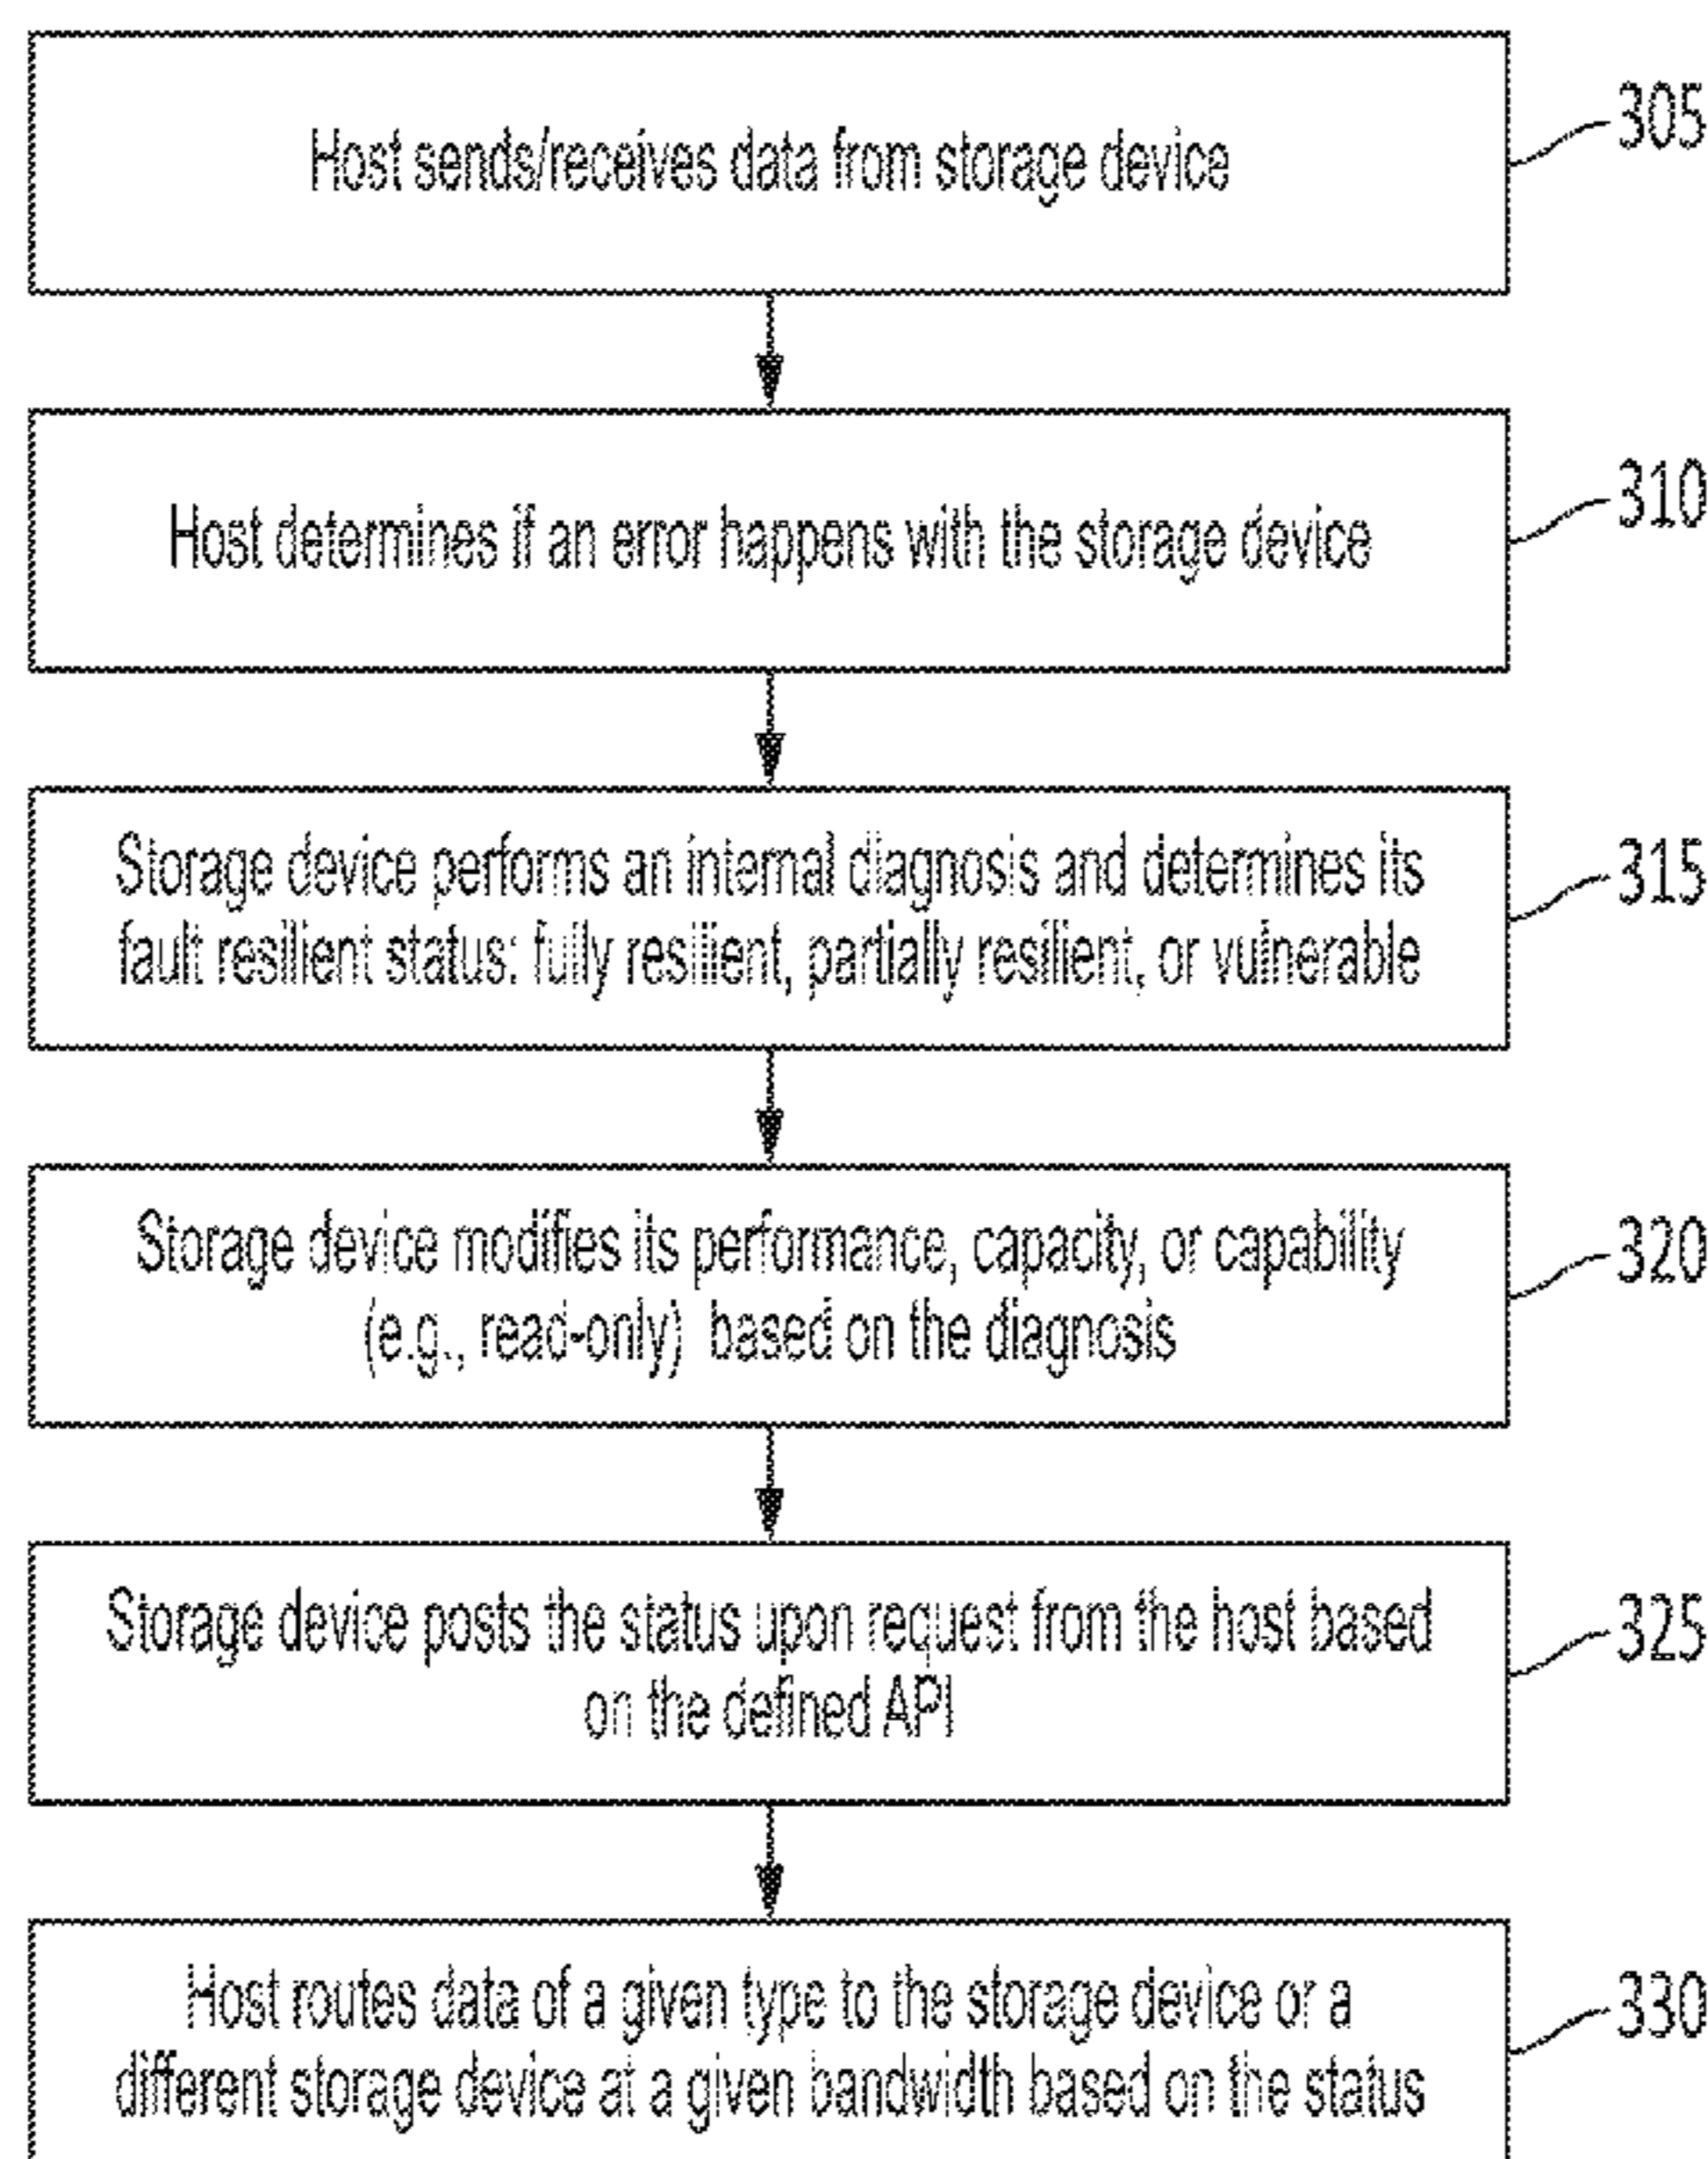 Host sends/receives data from storage device
305
Host determines if an error happens with the storage device
310
Storage device performs an internal diagnosis and determines its
fault resilient status: fully resilient, partially resilient, or vulnerable
315
Storage device modifies its performance, capacity, or capability
(e.g., read-only) based on the diagnosis
320
Storage device posts the status upon request from the host based
on the defined API
325
Host routes data of a given type to the storage device or a
different storage device at a given bandwidth based on the status
330